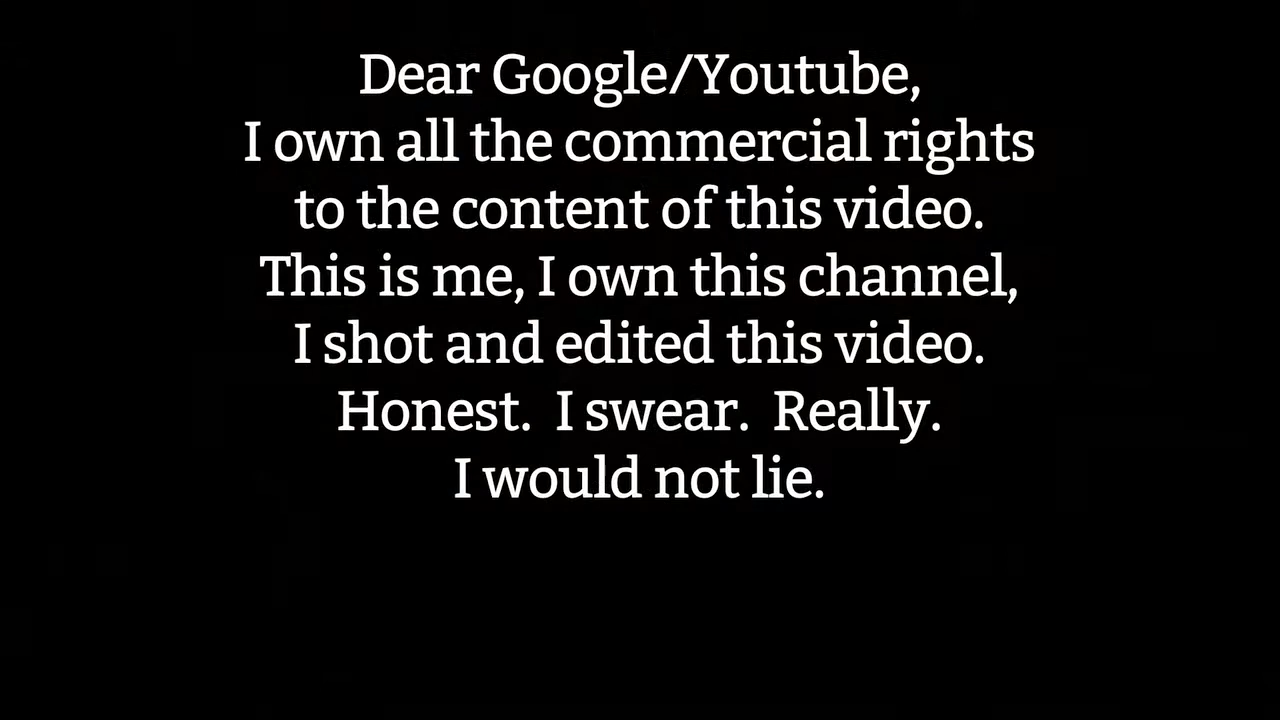 Dear Google/Youtube,
I own all the commercial rights
to the content of this video.
This is me, I own this channel,
I shot and edited this video.
Honest.  I swear.  Really.
I would not lie.